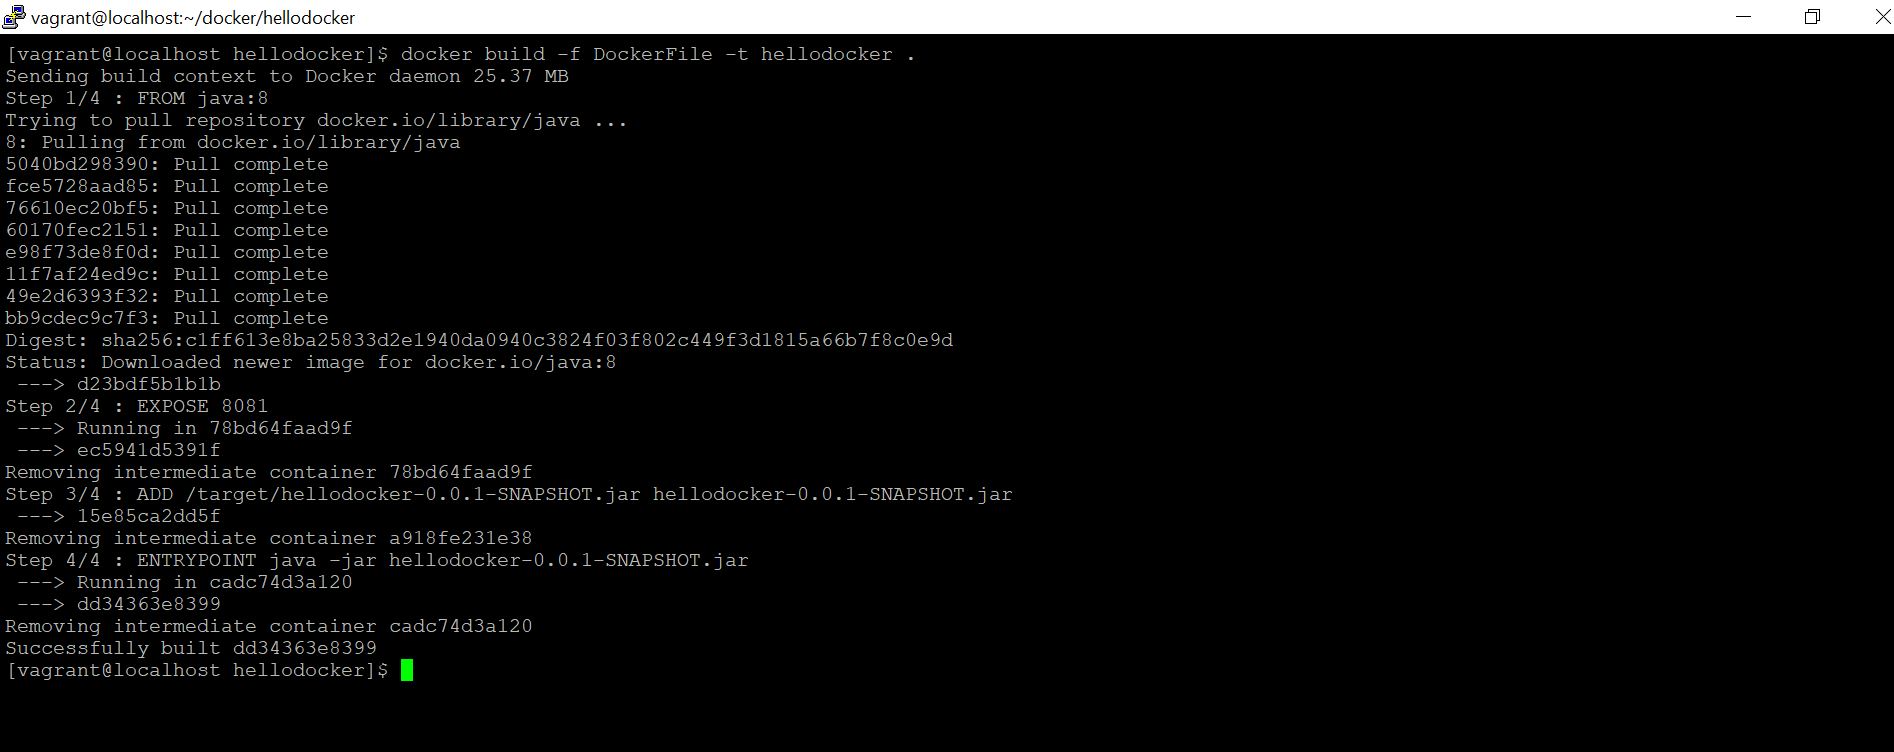 vagrant@localhost:~/docker/hellodocker
[vagrant@localhost hellodocker]$ docker build -f DockerFile -t hellodocker .
Sending build context to Docker daemon 25.37 MB
Step 1/4 : FROM java:8
Trying to pull repository docker.io/library/java ...
8: Pulling from docker.io/library/java
5040bd298390: Pull complete
fce5728aad85: Pull complete
76610ec20bf5: Pull complete
60170fec2151: Pull complete
e98f73de8f0d: Pull complete
11f7af24ed9c: Pull complete
49e2d6393f32: Pull complete
bb9cdec9c7f3: Pull complete
Digest: sha256:c1ff613e8ba25833d2e1940da0940c3824f03f802c449f3d1815a66b7f8c0e9d
Status: Downloaded newer image for docker.io/java:8
 ---> d23bdf5b1b1b
Step 2/4 : EXPOSE 8081
 ---> Running in 78bd64faad9f
 ---> ec5941d5391f
Removing intermediate container 78bd64faad9f
Step 3/4 : ADD /target/hellodocker-0.0.1-SNAPSHOT.jar hellodocker-0.0.1-SNAPSHOT.jar
 ---> 15e85ca2dd5f
Removing intermediate container a918fe231e38
Step 4/4 : ENTRYPOINT java -jar hellodocker-0.0.1-SNAPSHOT.jar
 ---> Running in cadc74d3a120
 ---> dd34363e8399
Removing intermediate container cadc74d3a120
Successfully built dd34363e8399
[vagrant@localhost hellodocker]$